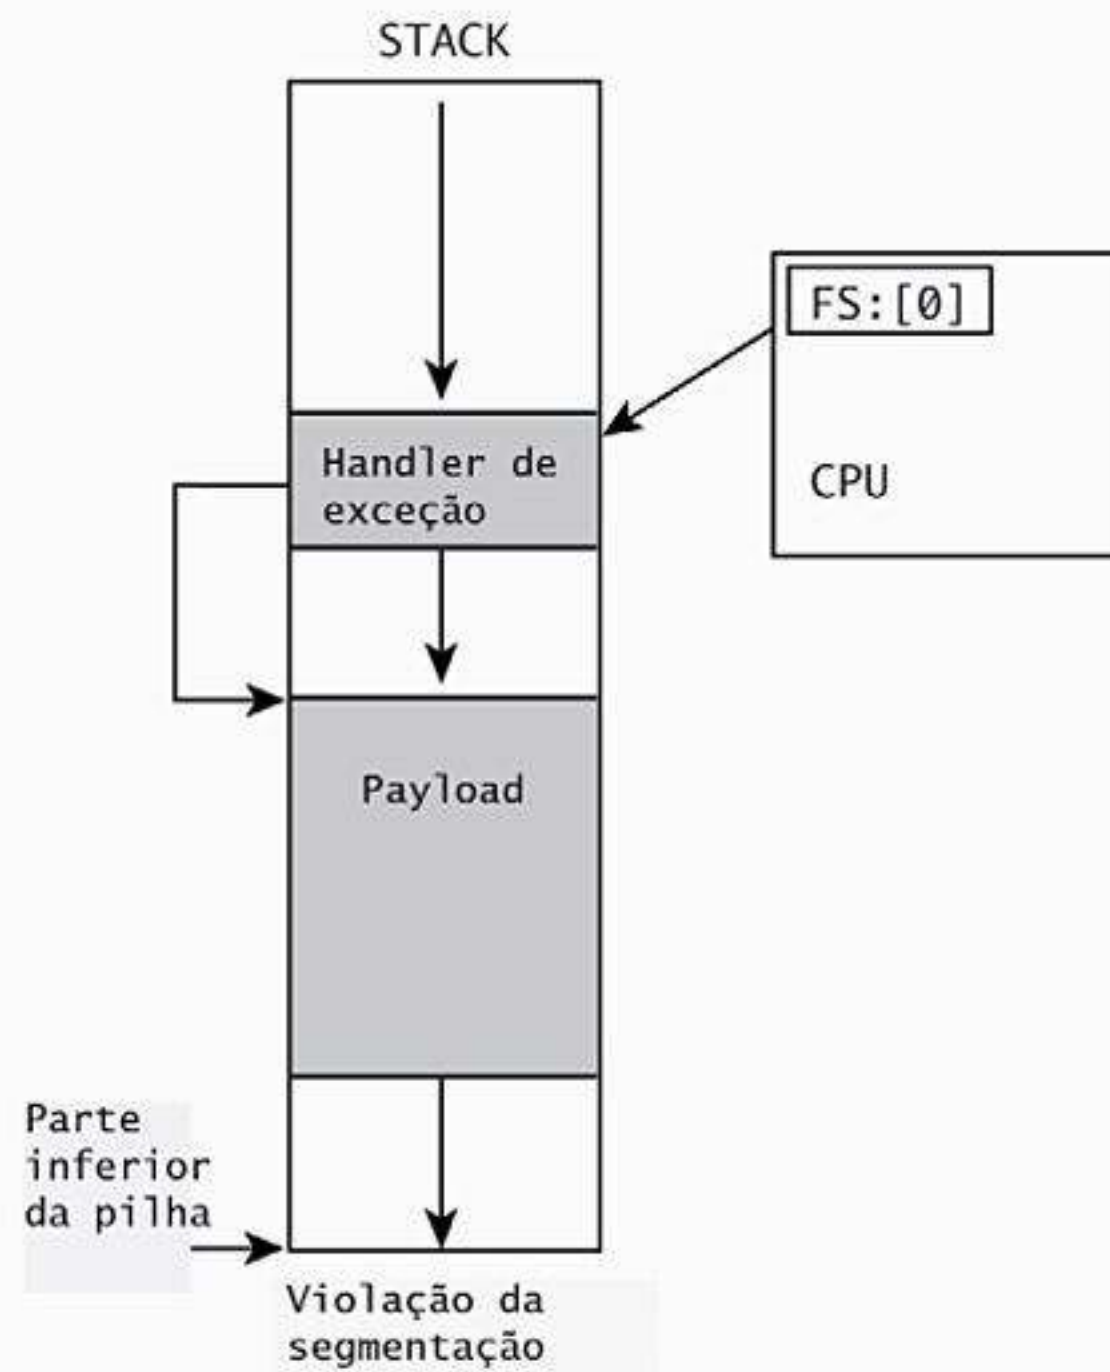 STACK
FS:[0]
Handler de
exceção
CPU
Payload
Parte
inferior
da pilha
Violação da
segmentação